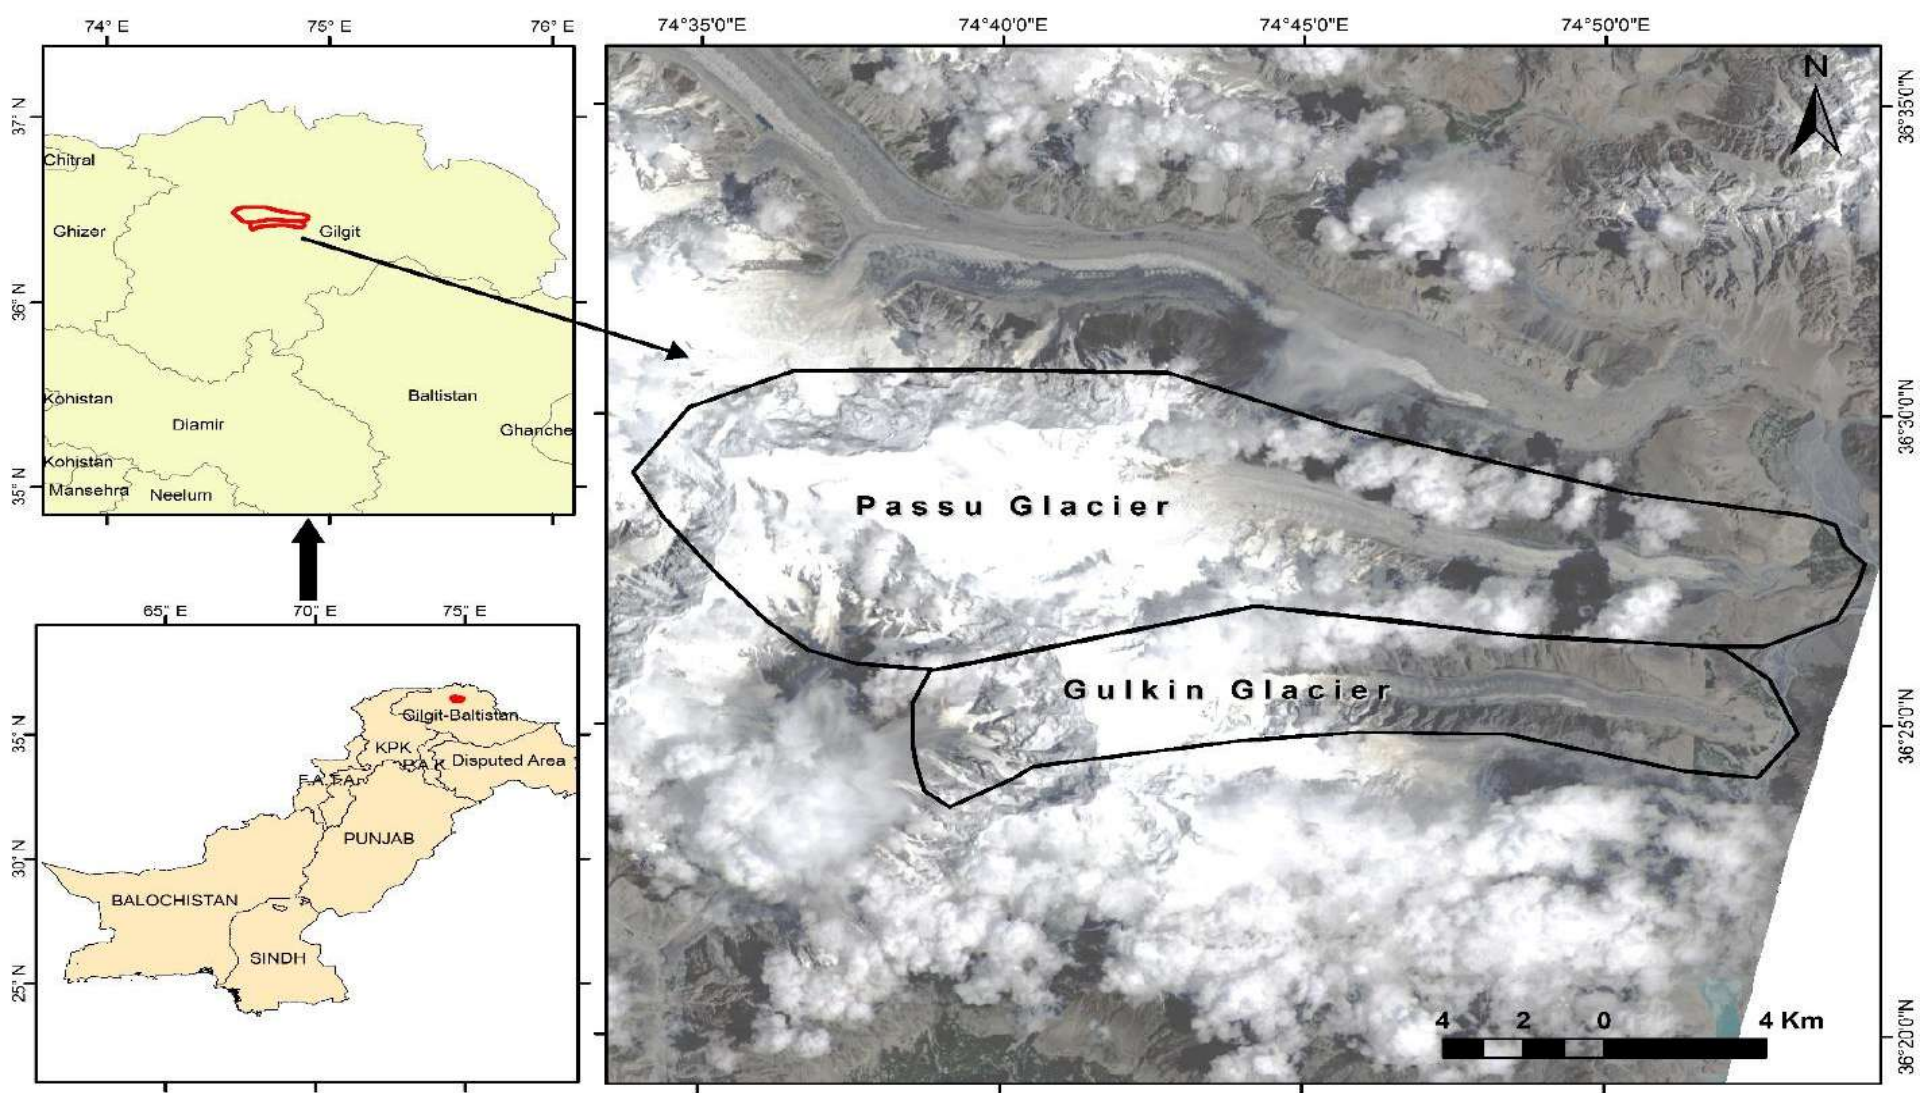 74° E 75° E 76° E
37° N
36° N
35° N
Chitral
Ghizer
Gilgit
Kohistan
Baltistan
Diamir
Ghanche
Kohistan
Mansehra
Neelum
65° E 70° E 75° E
35° N
30° N
25° N
Gilgit-Baltistan
KPK
P.A.K
Disputed Area
F.A.T.A
PUNJAB
BALOCHISTAN
SINDH
74°35'0"E 74°40'0"E 74°45'0"E 74°50'0"E
36°35'0"N
36°30'0"N
36°25'0"N
36°20'0"N
N
Passu Glacier
Gulkin Glacier
4 2 0 4 Km